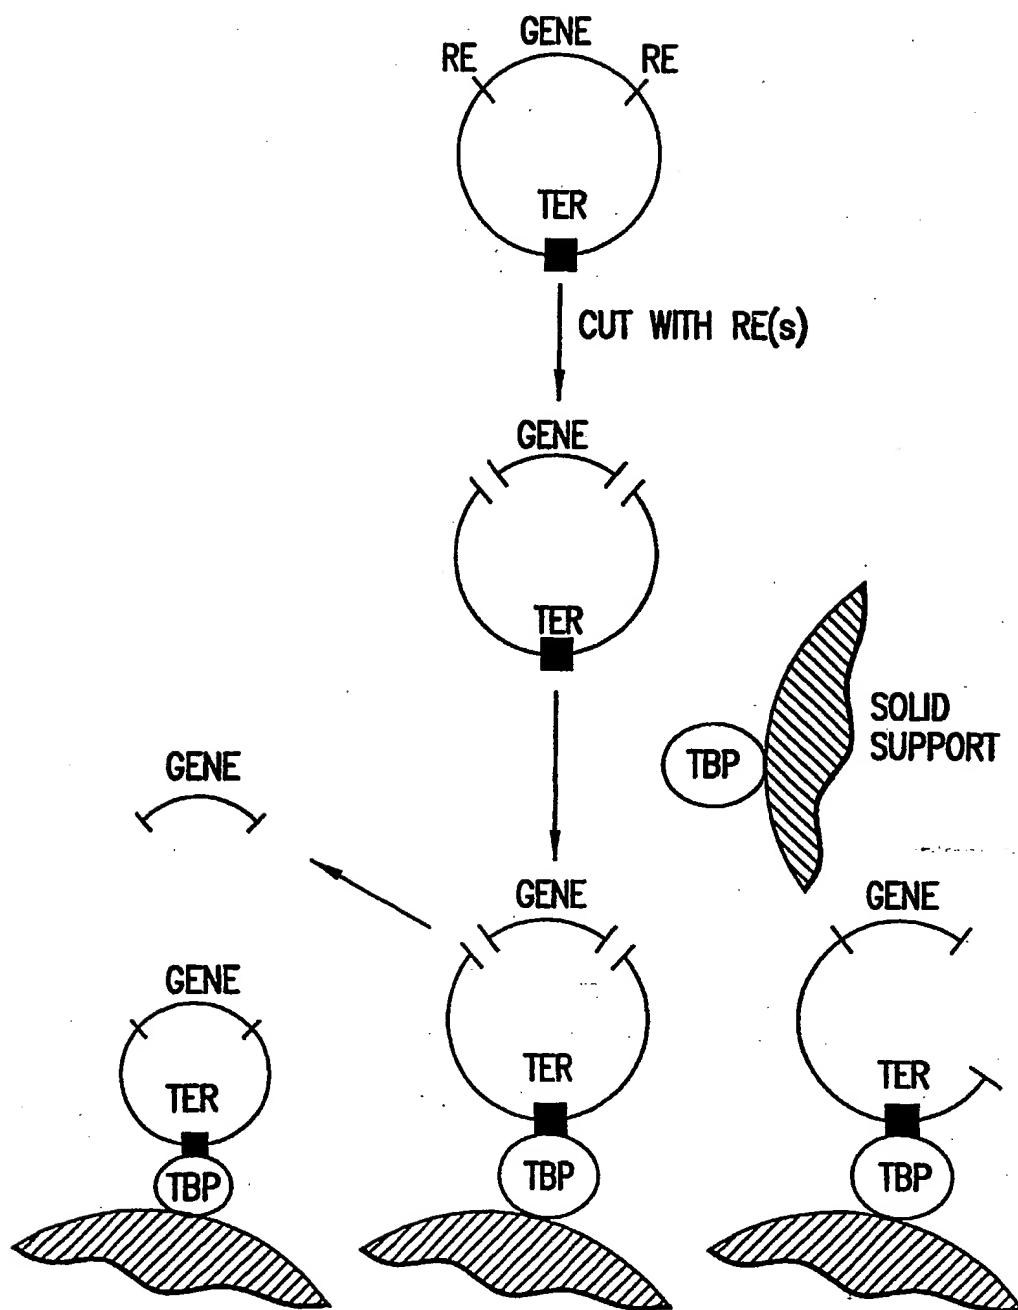 GENE
RE
RE
TER
CUT WITH RE(s)
GENE
TER
SOLID
SUPPORT
TBP
GENE
GENE
GENE
GENE
TER
TER
TER
TBP
TBP
TBP